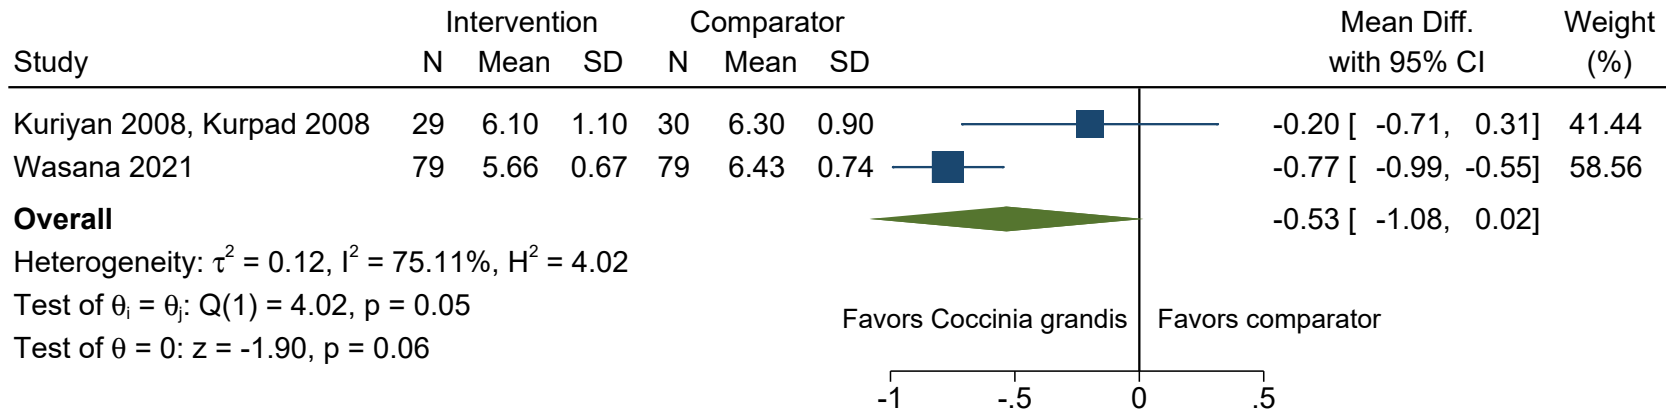 Intervention Comparator Mean Diff. Weight
Study N Mean SD N Mean SD with 95% CI (%)
Kuriyan 2008, Kurpad 2008 29 6.10 1.10 30 6.30 0.90 -0.20 [ -0.71, 0.31] 41.44
Wasana 2021 79 5.66 0.67 79 6.43 0.74 -0.77 [ -0.99, -0.55] 58.56
Overall -0.53 [ -1.08, 0.02]
Heterogeneity: τ² = 0.12, I² = 75.11%, H² = 4.02
Test of θᵢ = θⱼ: Q(1) = 4.02, p = 0.05
Favors Coccinia grandis Favors comparator
Test of θ = 0: z = -1.90, p = 0.06
-1 -.5 0 .5